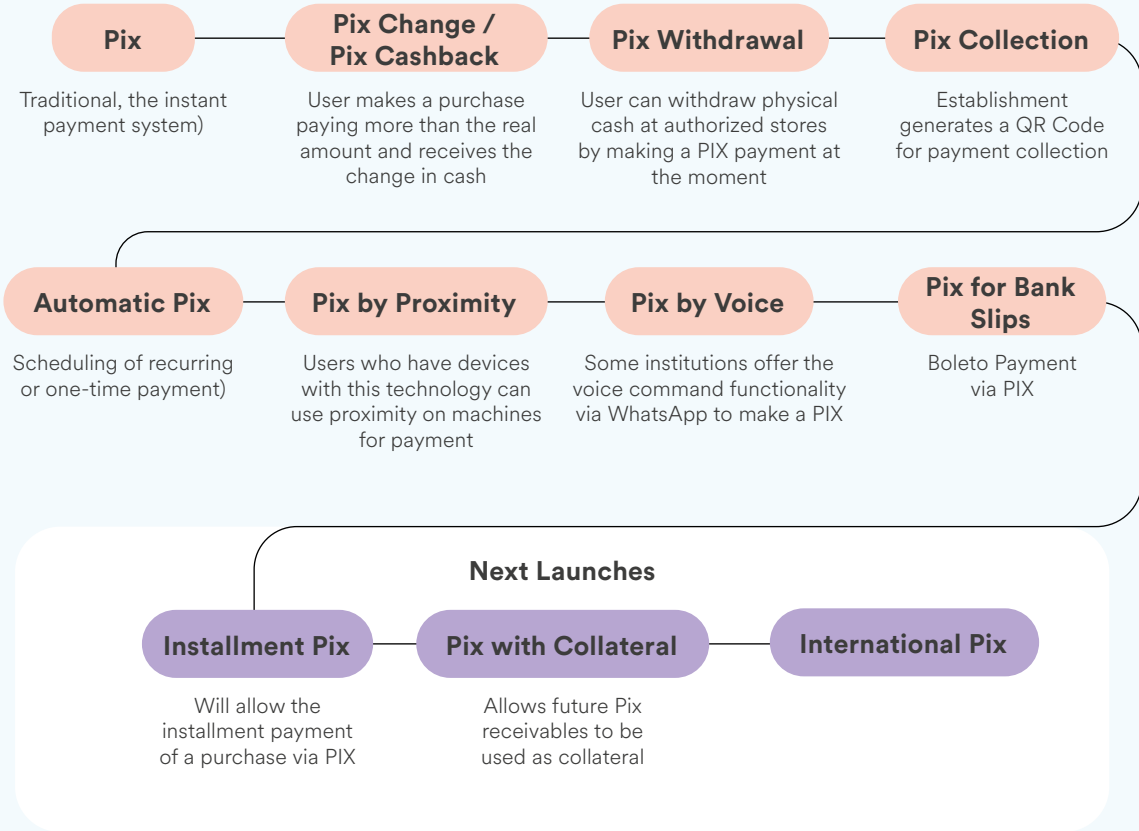 Pix
Pix Change /
Pix Cashback
Pix Withdrawal
Pix Collection
Traditional, the instant
payment system)
User makes a purchase
paying more than the real
amount and receives the
change in cash
User can withdraw physical
cash at authorized stores
by making a PIX payment at
the moment
Establishment
generates a QR Code
for payment collection
Automatic Pix
Pix by Proximity
Pix by Voice
Pix for Bank
Slips
Scheduling of recurring
or one-time payment)
Users who have devices
with this technology can
use proximity on machines
for payment
Some institutions offer the
voice command functionality
via WhatsApp to make a PIX
Boleto Payment
via PIX
Next Launches
Installment Pix
Pix with Collateral
International Pix
Will allow the
installment payment
of a purchase via PIX
Allows future Pix
receivables to be
used as collateral